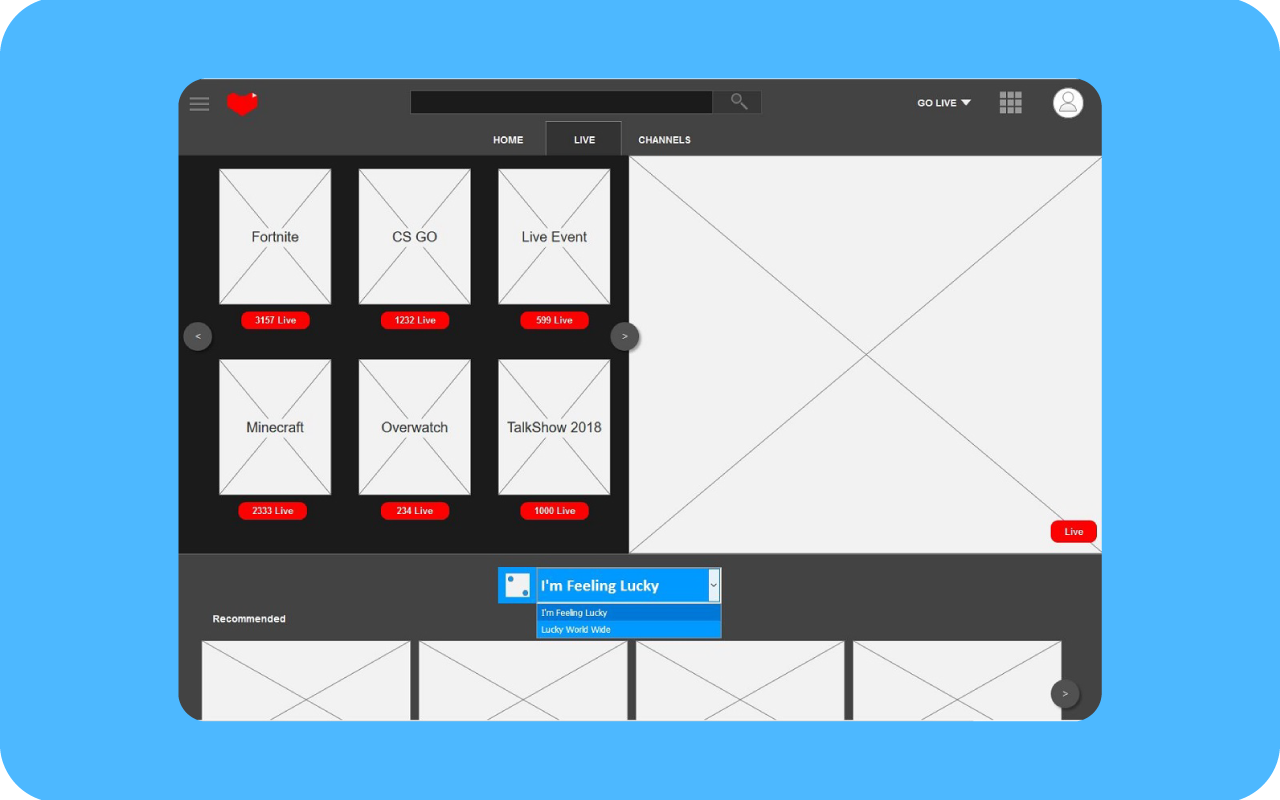 GO LIVE
HOME
LIVE
CHANNELS
Fortnite
CS GO
Live Event
3157 Live
1232 Live
599 Live
<
>
Minecraft
Overwatch
TalkShow 2018
2333 Live
234 Live
1000 Live
Live
I'm Feeling Lucky
I'm Feeling Lucky
Lucky World Wide
Recommended
>